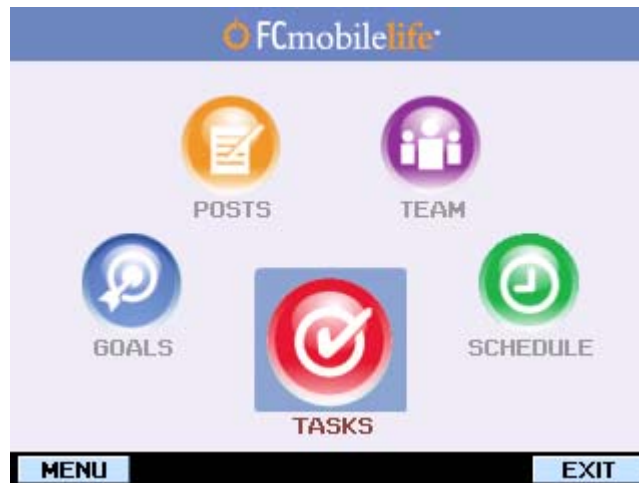 FCmobilelife
POSTS
TEAM
GOALS
SCHEDULE
TASKS
MENU
EXIT